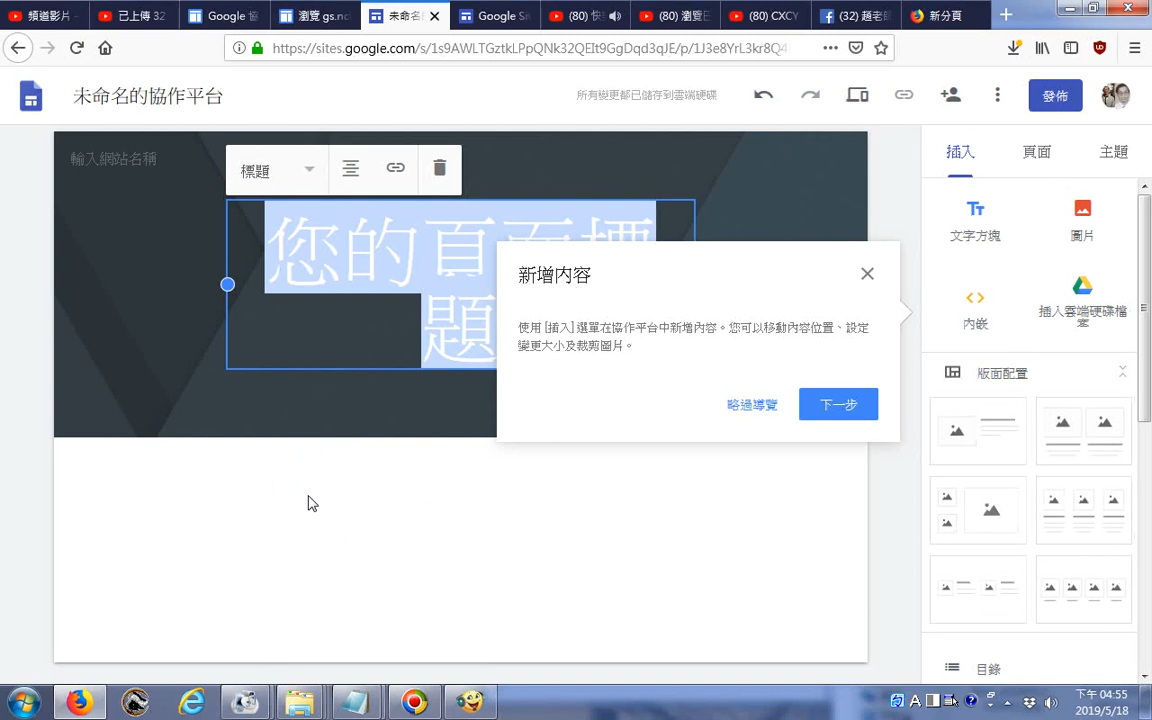 頻道影片 -
已上傳 32
Google 協
瀏覽 gs.nd
未命名
Google Si
(80) 快
(80) 瀏覽
(80) CXCY
(32) 趙老師
新分頁
https://sites.google.com/s/1s9AWLTGztkLPpQNk32QEIt9GgDqd3qJE/p/1J3e8YrL3kr8Q4
未命名的協作平台
所有變更都已儲存到雲端硬碟
發佈
輸入網站名稱
標題
您的頁面標
題
新增內容
使用 [插入] 選單在協作平台中新增內容。您可以移動內容位置、設定
變更大小及裁剪圖片。
略過導覽
下一步
插入
頁面
主題
文字方塊
圖片
內嵌
插入雲端硬碟檔
案
版面配置
目錄
下午 04:55
2019/5/18